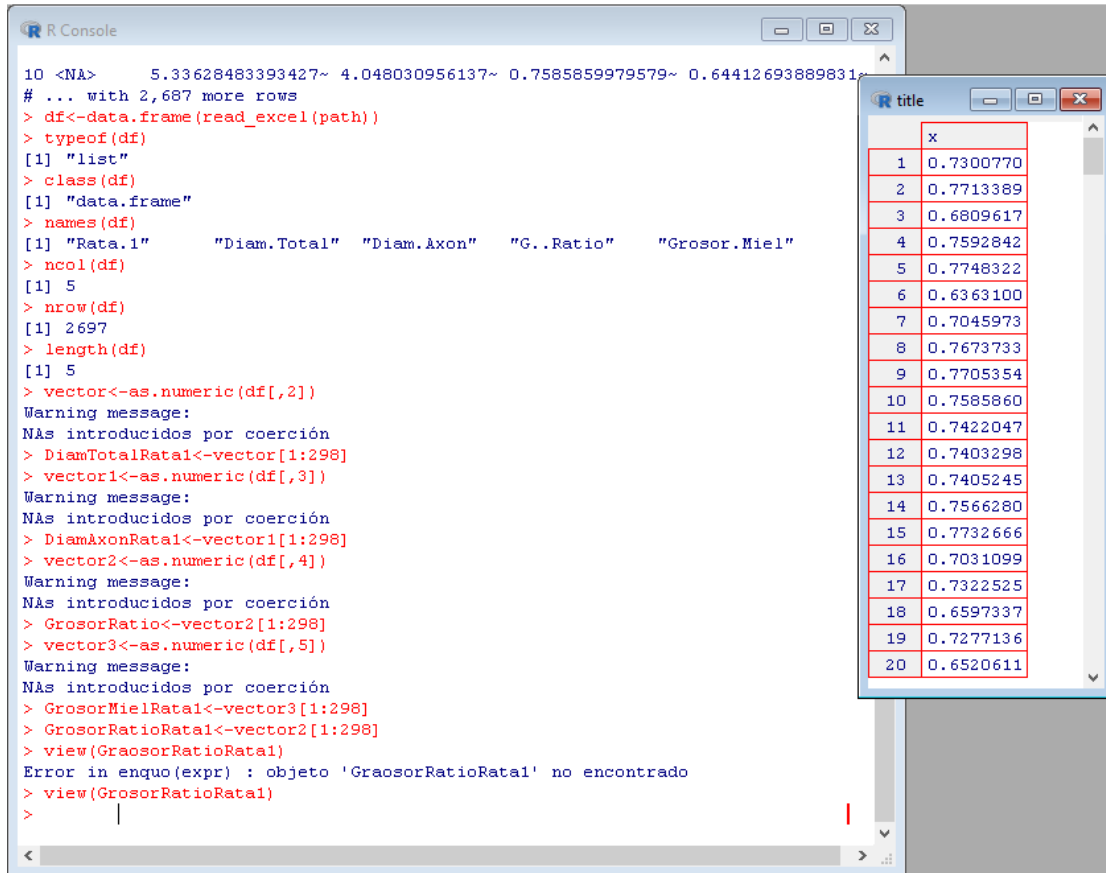 R Console
10 <NA>     5.33628483393427~ 4.048030956137~ 0.7585859979579~ 0.64412693889831~
# ... with 2,687 more rows
> df<-data.frame(read_excel(path))
> typeof(df)
[1] "list"
> class(df)
[1] "data.frame"
> names(df)
[1] "Rata.1"      "Diam.Total"  "Diam.Axon"   "G..Ratio"    "Grosor.Miel"
> ncol(df)
[1] 5
> nrow(df)
[1] 2697
> length(df)
[1] 5
> vector<-as.numeric(df[,2])
Warning message:
NAs introducidos por coerción
> DiamTotalRata1<-vector[1:298]
> vector1<-as.numeric(df[,3])
Warning message:
NAs introducidos por coerción
> DiamAxonRata1<-vector1[1:298]
> vector2<-as.numeric(df[,4])
Warning message:
NAs introducidos por coerción
> GrosorRatio<-vector2[1:298]
> vector3<-as.numeric(df[,5])
Warning message:
NAs introducidos por coerción
> GrosorMielRata1<-vector3[1:298]
> GrosorRatioRata1<-vector2[1:298]
> view(GraosorRatioRata1)
Error in enquo(expr) : objeto 'GraosorRatioRata1' no encontrado
> view(GrosorRatioRata1)
>
title
x
1 0.7300770
2 0.7713389
3 0.6809617
4 0.7592842
5 0.7748322
6 0.6363100
7 0.7045973
8 0.7673733
9 0.7705354
10 0.7585860
11 0.7422047
12 0.7403298
13 0.7405245
14 0.7566280
15 0.7732666
16 0.7031099
17 0.7322525
18 0.6597337
19 0.7277136
20 0.6520611